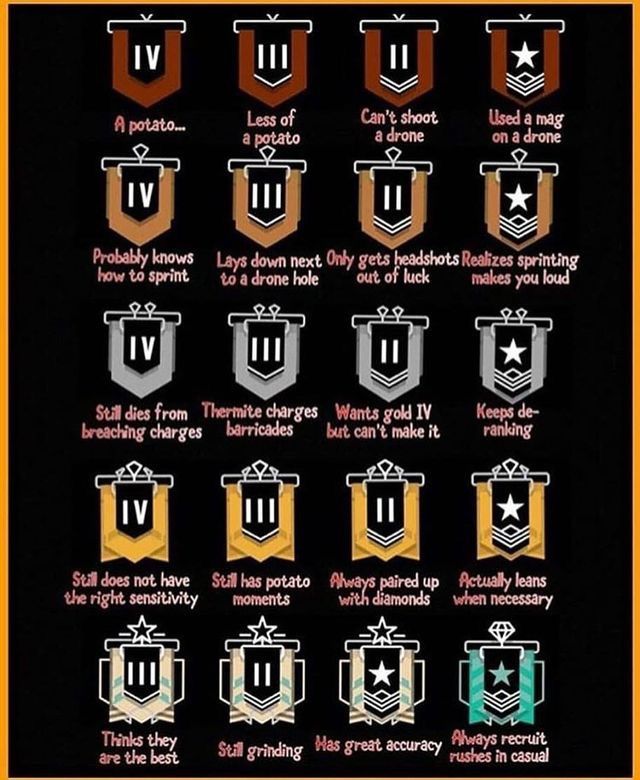 IV III II
A potato... Less of Can't shoot Used a mag
a potato a drone on a drone
IV III II
Probably knows Lays down next Only gets headshots Realizes sprinting
how to sprint to a drone hole out of luck makes you loud
IV III II
Still dies from Thermite charges Wants gold IV Keeps de-
breaching charges barricades but can't make it ranking
IV III II
Still does not have Still has potato Always paired up Actually leans
the right sensitivity moments with diamonds when necessary
III II
Thinks they Still grinding Has great accuracy Always recruit
are the best rushes in casual